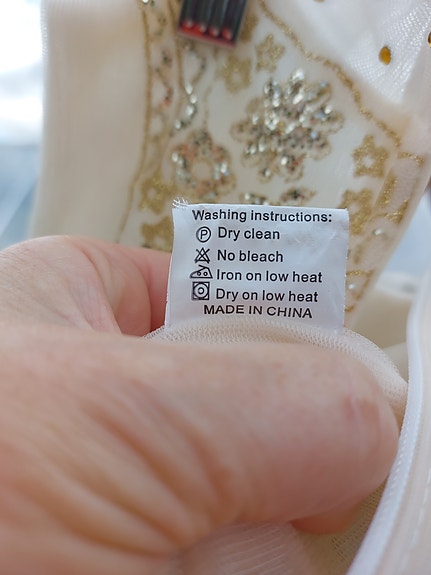 Washing instructions:
Ⓟ Dry clean
No bleach
Iron on low heat
Dry on low heat
MADE IN CHINA